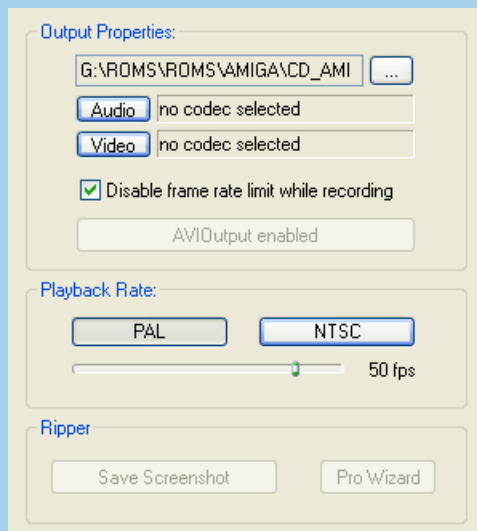 Output Properties:
G:\ROMS\ROMS\AMIGA\CD_AMI
...
Audio no codec selected
Video no codec selected
Disable frame rate limit while recording
AVIOutput enabled
Playback Rate:
PAL NTSC
50 fps
Ripper
Save Screenshot Pro Wizard